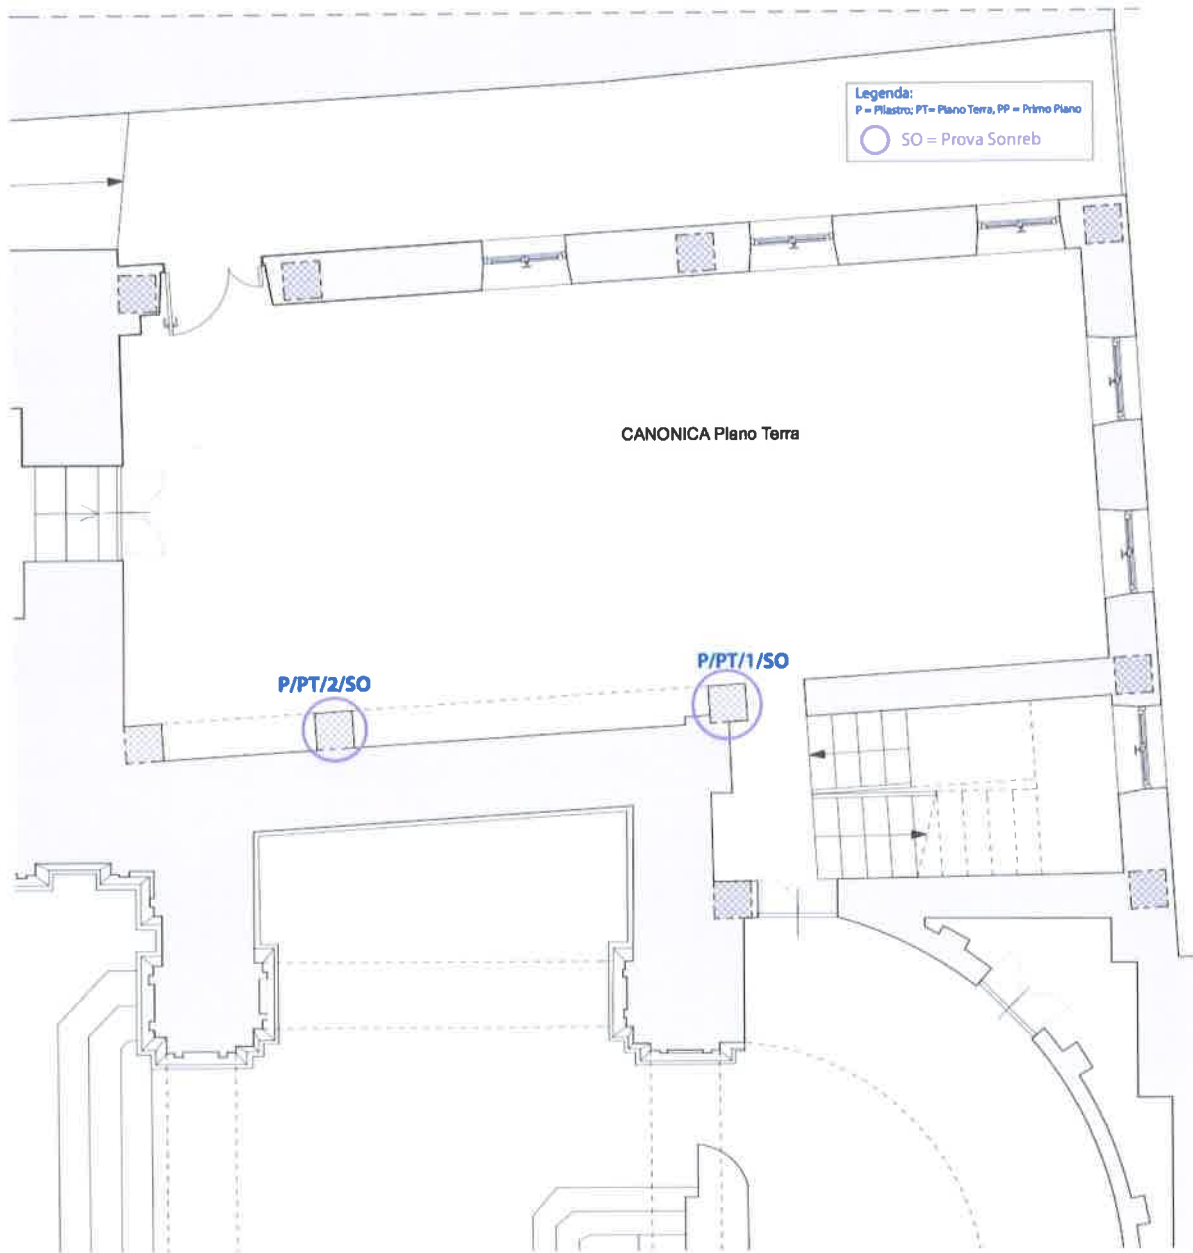 Legenda:
P = Pilastro; PT= Piano Terra, PP = Primo Piano
SO = Prova Sonreb
CANONICA Piano Terra
P/PT/1/SO
P/PT/2/SO